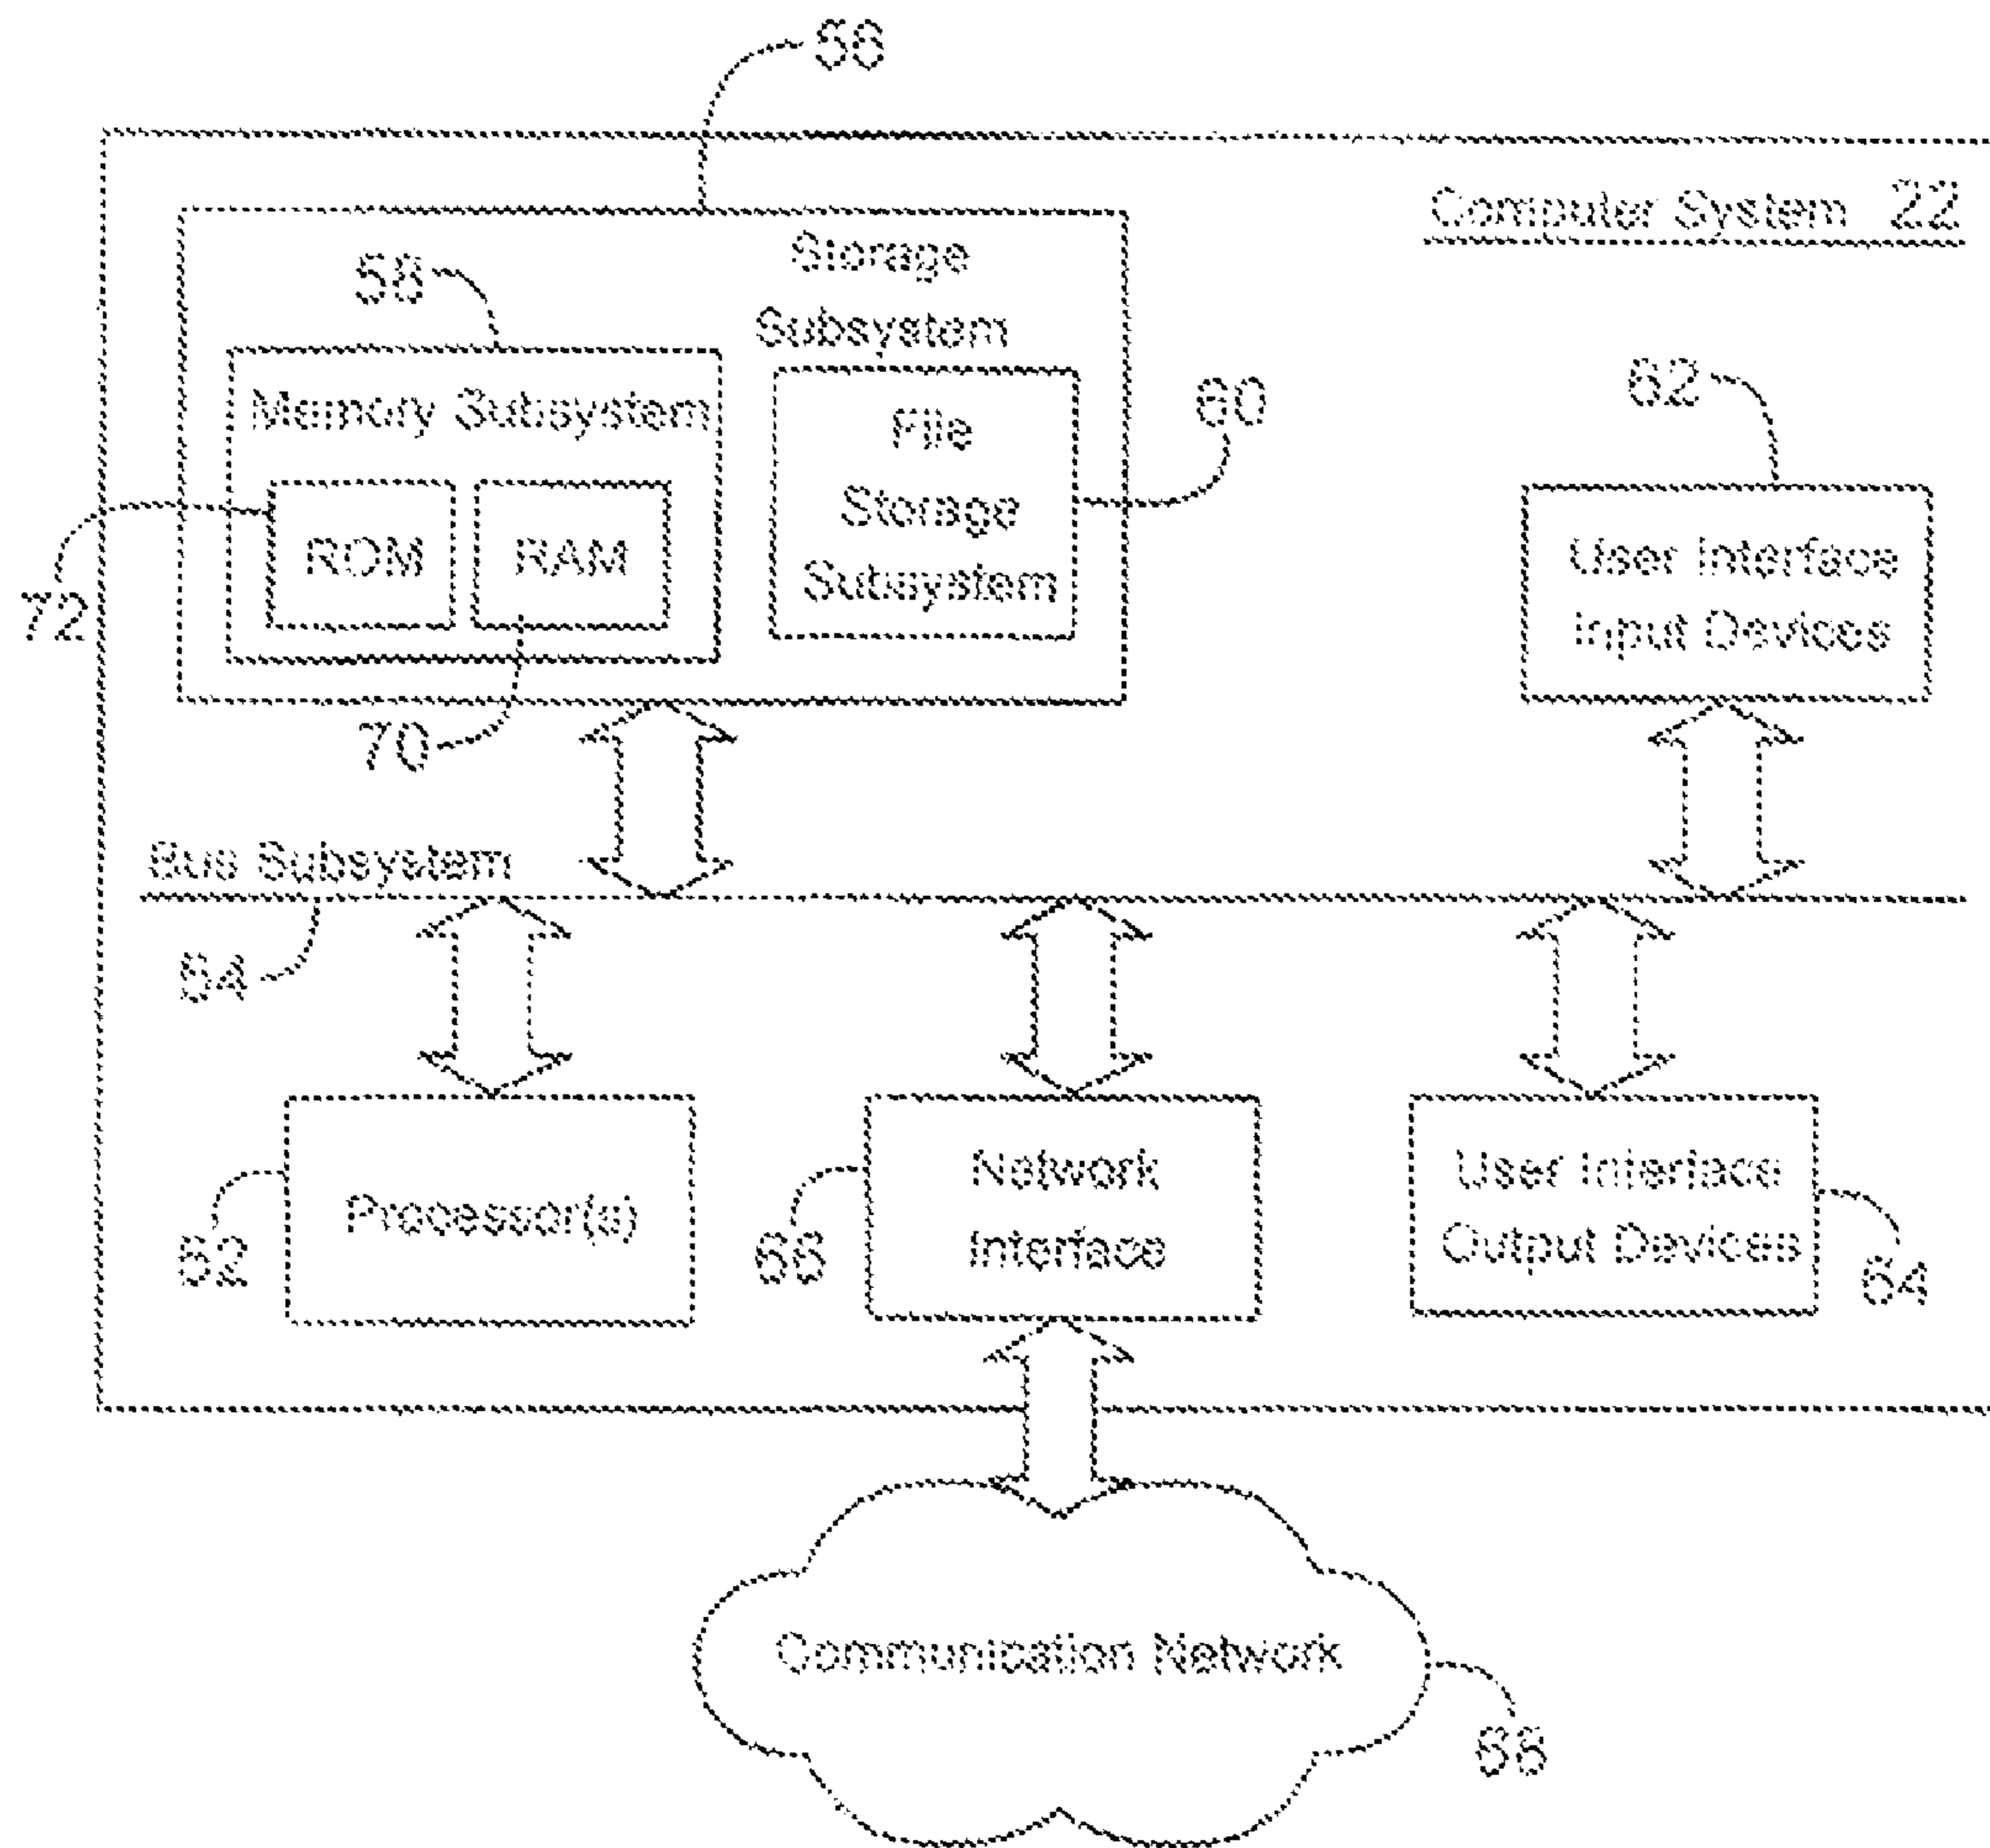 56
Computer System 22
Storage
Subsystem
58
Memory Subsystem
File
Storage
Subsystem
60
62
ROM
RAM
User Interface
Input Devices
72
70
Bus Subsystem
54
Processor(s)
52
Network
Interface
66
User Interface
Output Devices
64
Communication Network
68